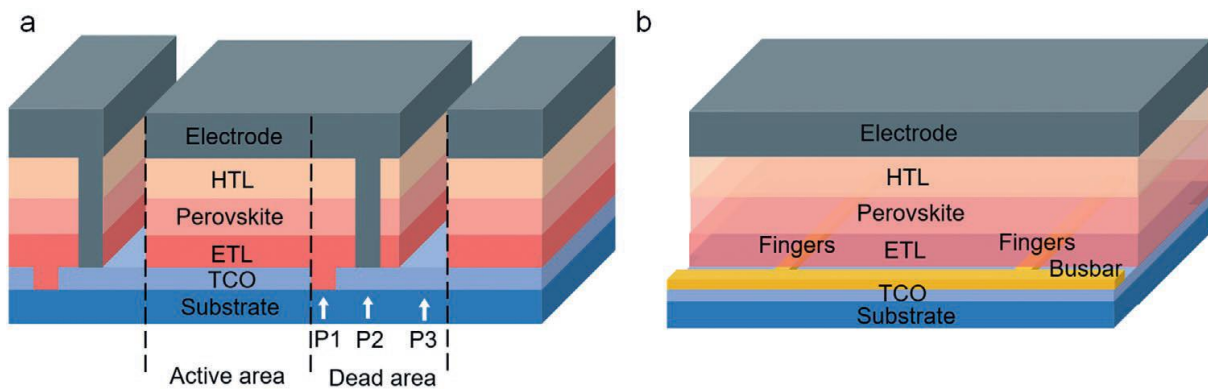 a
Electrode
HTL
Perovskite
ETL
TCO
Substrate
P1 P2 P3
Active area Dead area
b
Electrode
HTL
Perovskite
Fingers ETL Fingers
Busbar
TCO
Substrate